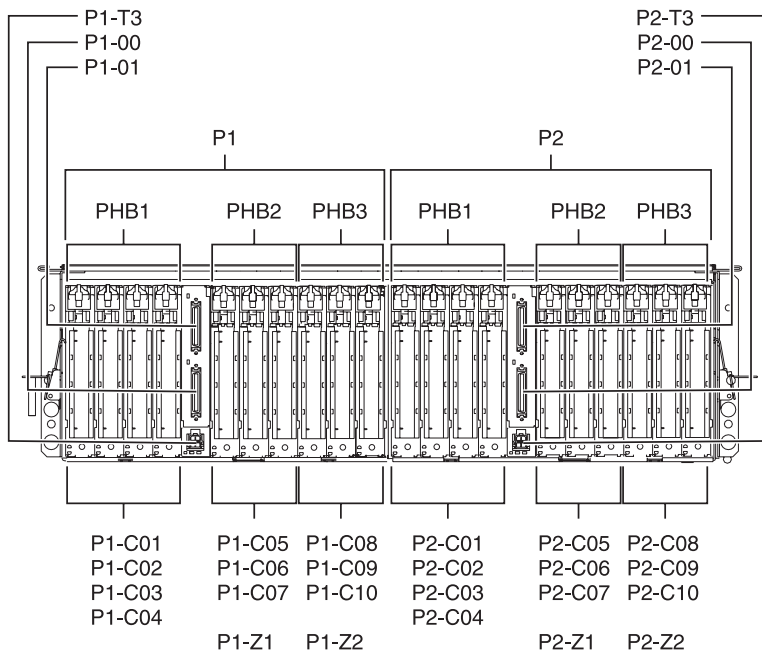 P1-T3 P2-T3
P1-00 P2-00
P1-01 P2-01
P1 P2
PHB1 PHB2 PHB3 PHB1 PHB2 PHB3
P1-C01 P1-C05 P1-C08 P2-C01 P2-C05 P2-C08
P1-C02 P1-C06 P1-C09 P2-C02 P2-C06 P2-C09
P1-C03 P1-C07 P1-C10 P2-C03 P2-C07 P2-C10
P1-C04 P2-C04
P1-Z1 P1-Z2 P2-Z1 P2-Z2